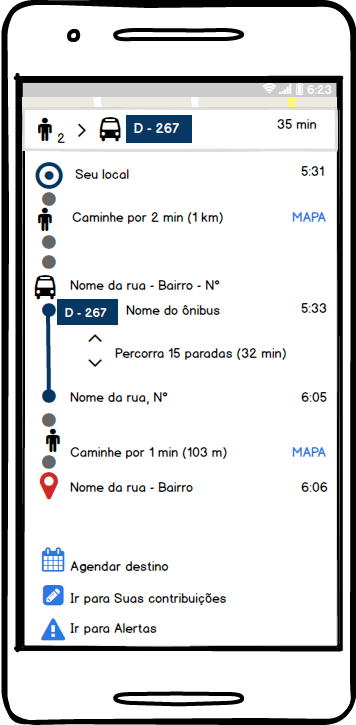 6:23
2 > D - 267 35 min
Seu local 5:31
Caminhe por 2 min (1 km) MAPA
Nome da rua - Bairro - Nº
D - 267 Nome do ônibus 5:33
Percorra 15 paradas (32 min)
Nome da rua, Nº 6:05
Caminhe por 1 min (103 m) MAPA
Nome da rua - Bairro 6:06
Agendar destino
Ir para Suas contribuições
Ir para Alertas